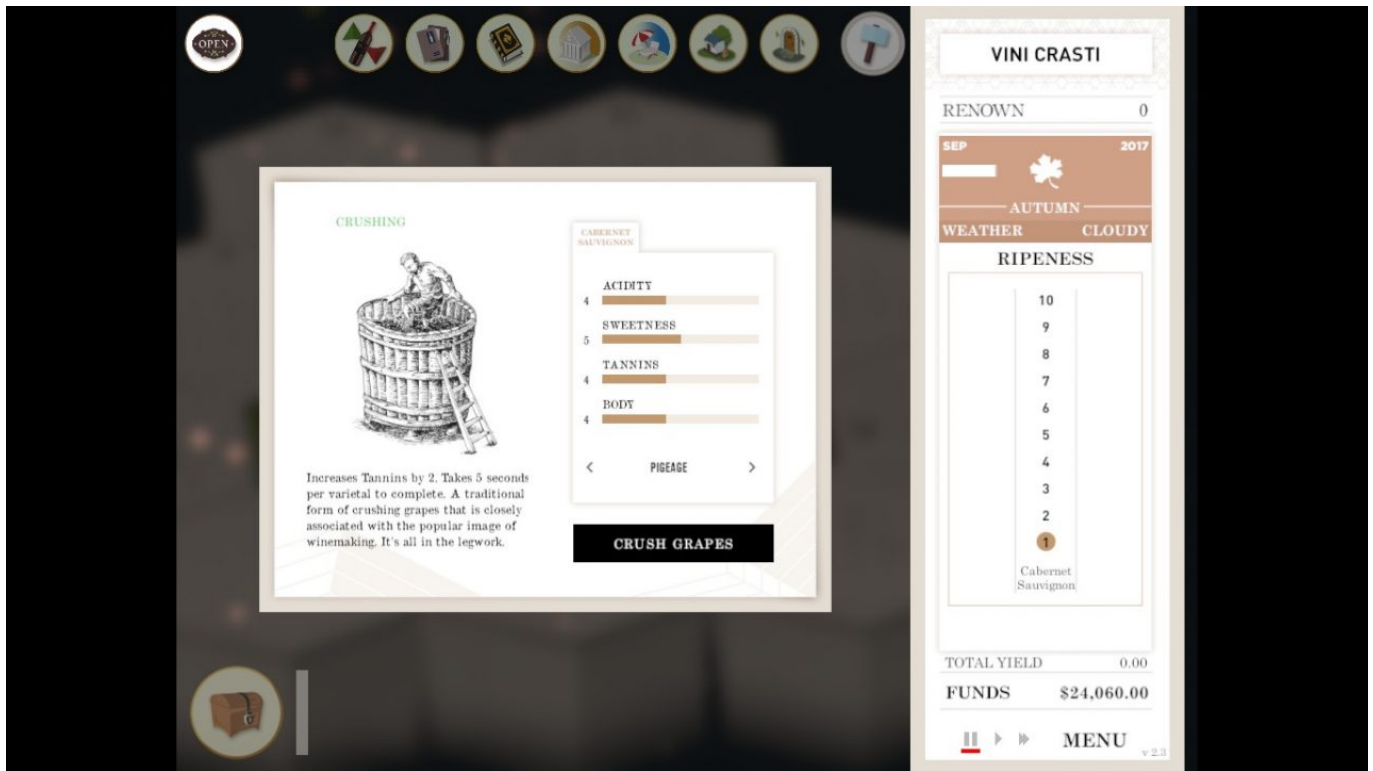 OPEN
VINI CRASTI
RENOWN 0
SEP 2017
AUTUMN
WEATHER CLOUDY
RIPENESS
10
9
8
7
6
5
4
3
2
1
Cabernet
Sauvignon
TOTAL YIELD 0.00
FUNDS $24,060.00
MENU
v 2.3
CRUSHING
Increases Tannins by 2. Takes 5 seconds
per varietal to complete. A traditional
form of crushing grapes that is closely
associated with the popular image of
winemaking. It's all in the legwork.
CABERNET
SAUVIGNON
ACIDITY
4
SWEETNESS
5
TANNINS
4
BODY
4
< PIGEAGE >
CRUSH GRAPES